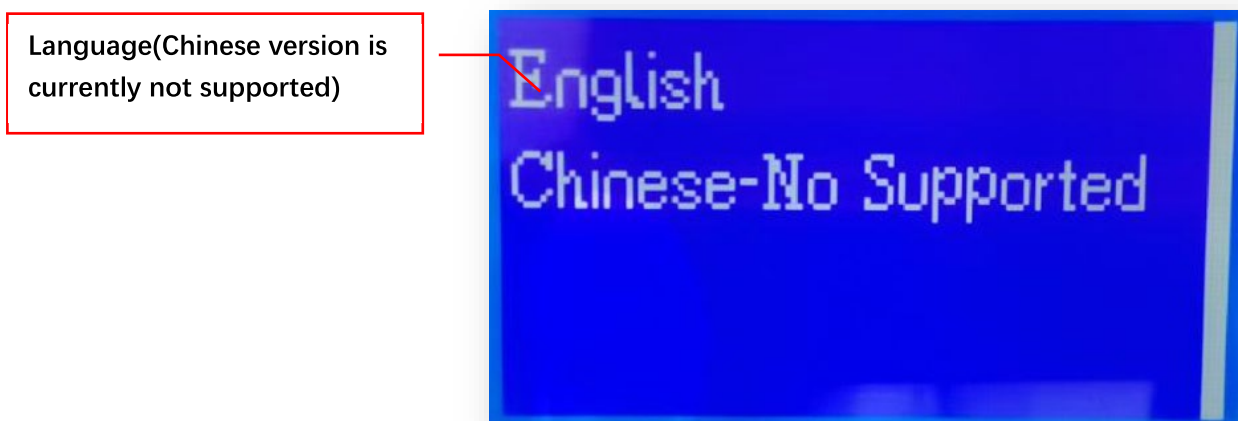 Language(Chinese version is
currently not supported)
English
Chinese-No Supported